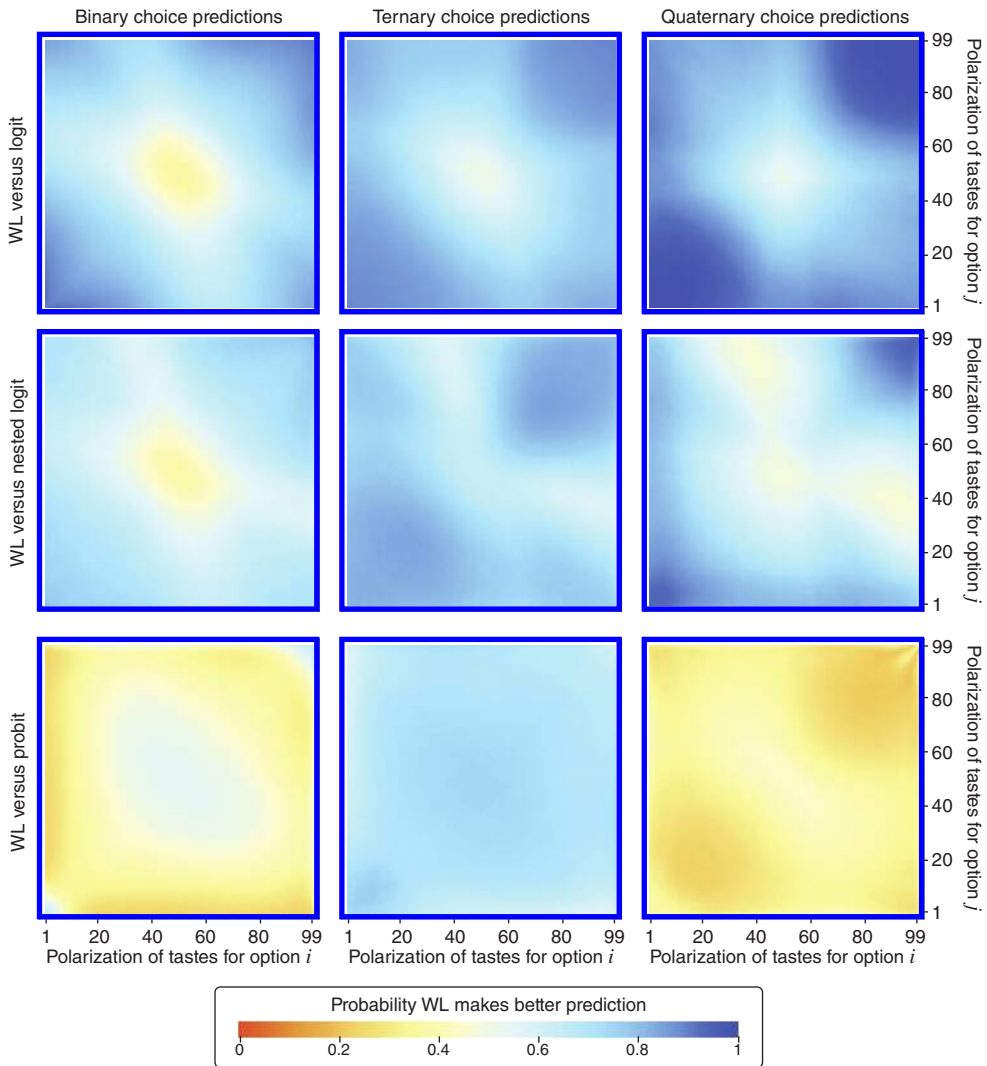 Binary choice predictions
Ternary choice predictions
Quaternary choice predictions
WL versus logit
99
80
60
40
20
1
Polarization of tastes for option j
WL versus nested logit
99
80
60
40
20
1
Polarization of tastes for option j
WL versus probit
99
80
60
40
20
1
Polarization of tastes for option j
1 20 40 60 80 99
1 20 40 60 80 99
1 20 40 60 80 99
Polarization of tastes for option i
Polarization of tastes for option i
Polarization of tastes for option i
Probability WL makes better prediction
0 0.2 0.4 0.6 0.8 1